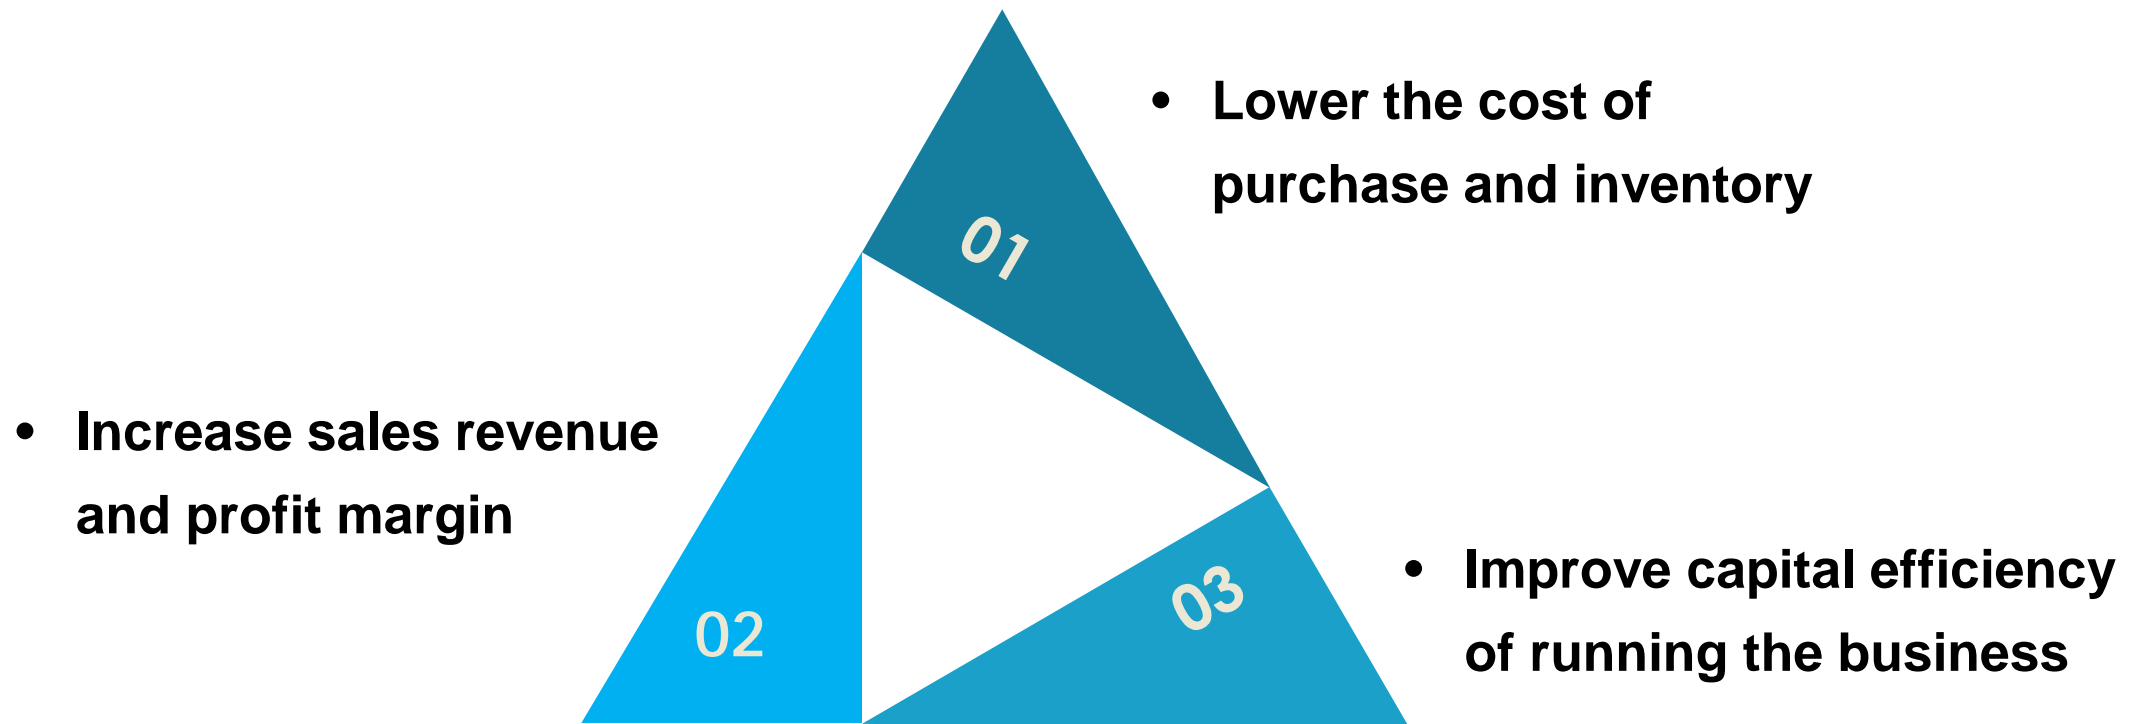 • Lower the cost of
purchase and inventory
01
• Increase sales revenue
and profit margin
02
03
• Improve capital efficiency
of running the business